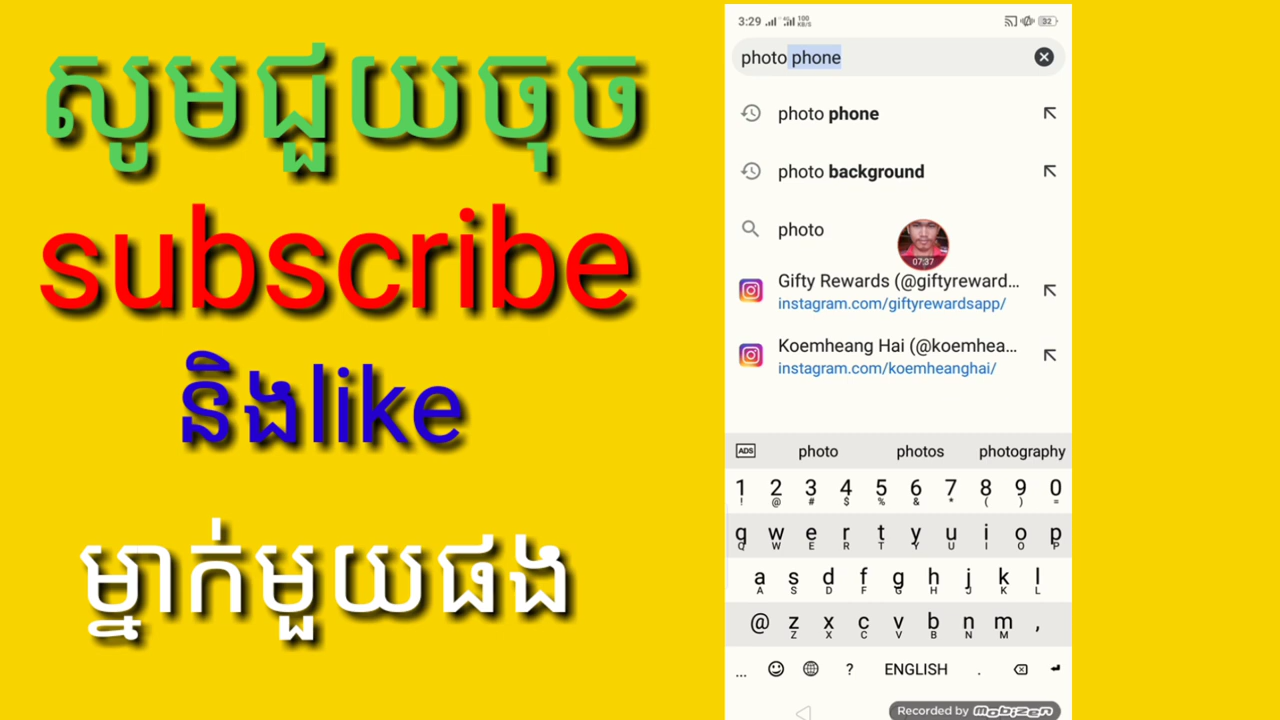 សូមជួយចុច
subscribe
និងlike
ម្នាក់មួយផង
3:29 100 KB/S 32
photo phone
photo phone
photo background
photo
07:37
Gifty Rewards (@giftyreward...
instagram.com/giftyrewardsapp/
Koemheang Hai (@koemhea...
instagram.com/koemheanghai/
ADS photo photos photography
1 2 3 4 5 6 7 8 9 0
! @ # $ % & * ( ) =
q w e r t y u i o p
Q W E R T Y U I O P
a s d f g h j k l
A S D F G H J K L
@ z x c v b n m ,
Z X C V B N M
... ? ENGLISH .
Recorded by MOBIZEN